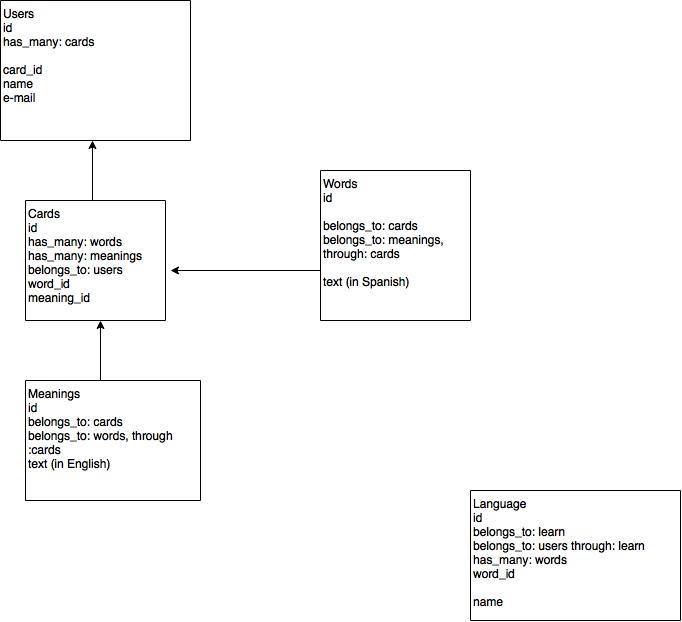 Users
id
has_many: cards
card_id
name
e-mail
Cards
id
has_many: words
has_many: meanings
belongs_to: users
word_id
meaning_id
Words
id
belongs_to: cards
belongs_to: meanings,
through: cards
text (in Spanish)
Meanings
id
belongs_to: cards
belongs_to: words, through
:cards
text (in English)
Language
id
belongs_to: learn
belongs_to: users through: learn
has_many: words
word_id
name